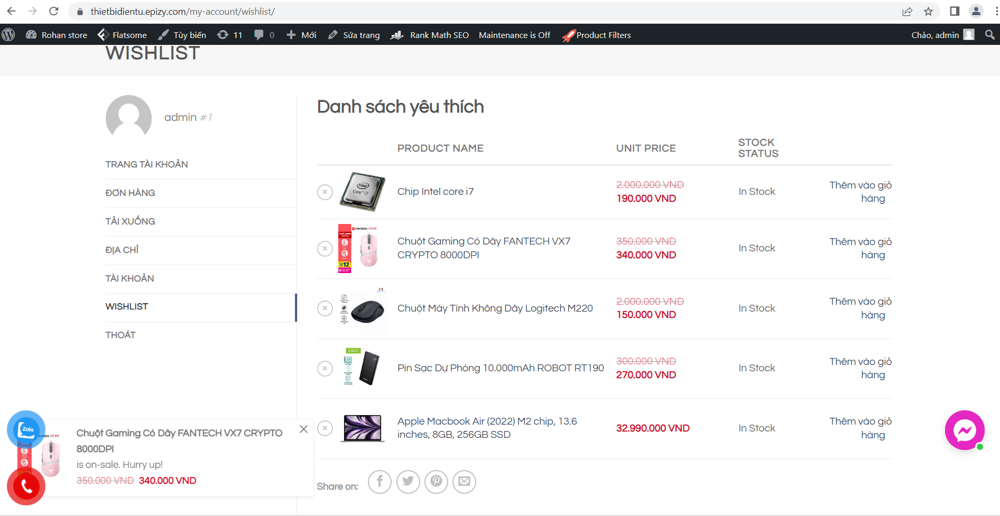 thietbidientu.epizy.com/my-account/wishlist/
Rohan store Flatsome Tùy biến 11 0 Mới Sửa trang Rank Math SEO Maintenance is Off Product Filters Chào, admin
WISHLIST
admin #1
TRANG TÀI KHOẢN
ĐƠN HÀNG
TẢI XUỐNG
ĐỊA CHỈ
TÀI KHOẢN
WISHLIST
THOÁT
Danh sách yêu thích
PRODUCT NAME UNIT PRICE STOCK
STATUS
intel
Core i7
Chip Intel core i7
2.000.000 VND
190.000 VND
In Stock
Thêm vào giỏ
hàng
FANTECH
%12
Chuột Gaming Có Dây FANTECH VX7
CRYPTO 8000DPI
350.000 VND
340.000 VND
In Stock
Thêm vào giỏ
hàng
Chuột Máy Tính Không Dây Logitech M220
2.000.000 VND
150.000 VND
In Stock
Thêm vào giỏ
hàng
ROBOT
Pin Sạc Dự Phòng 10.000mAh ROBOT RT190
300.000 VND
270.000 VND
In Stock
Thêm vào giỏ
hàng
Apple Macbook Air (2022) M2 chip, 13.6
inches, 8GB, 256GB SSD
32.990.000 VND
In Stock
Thêm vào giỏ
hàng
Share on:
Zalo
Chuột Gaming Có Dây FANTECH VX7 CRYPTO
8000DPI
is on-sale. Hurry up!
350.000 VND 340.000 VND